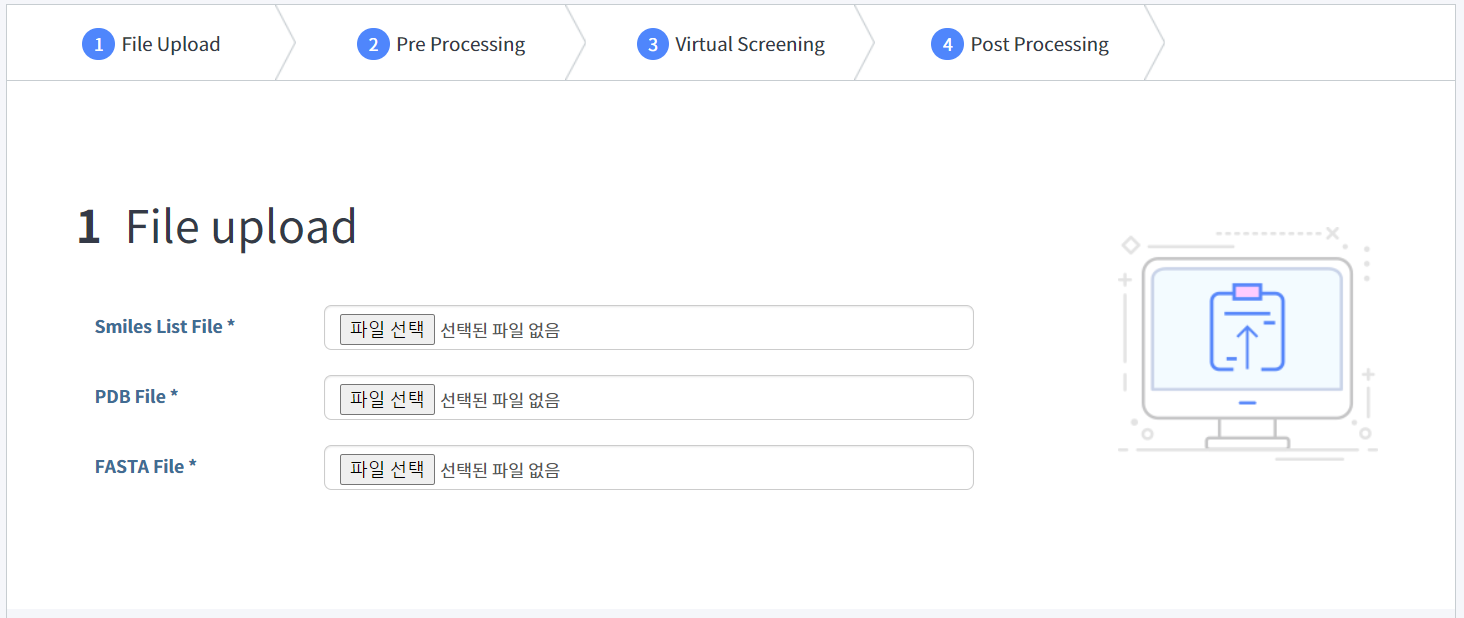 1 File Upload 2 Pre Processing 3 Virtual Screening 4 Post Processing
1 File upload
Smiles List File * 파일 선택 선택된 파일 없음
PDB File * 파일 선택 선택된 파일 없음
FASTA File * 파일 선택 선택된 파일 없음